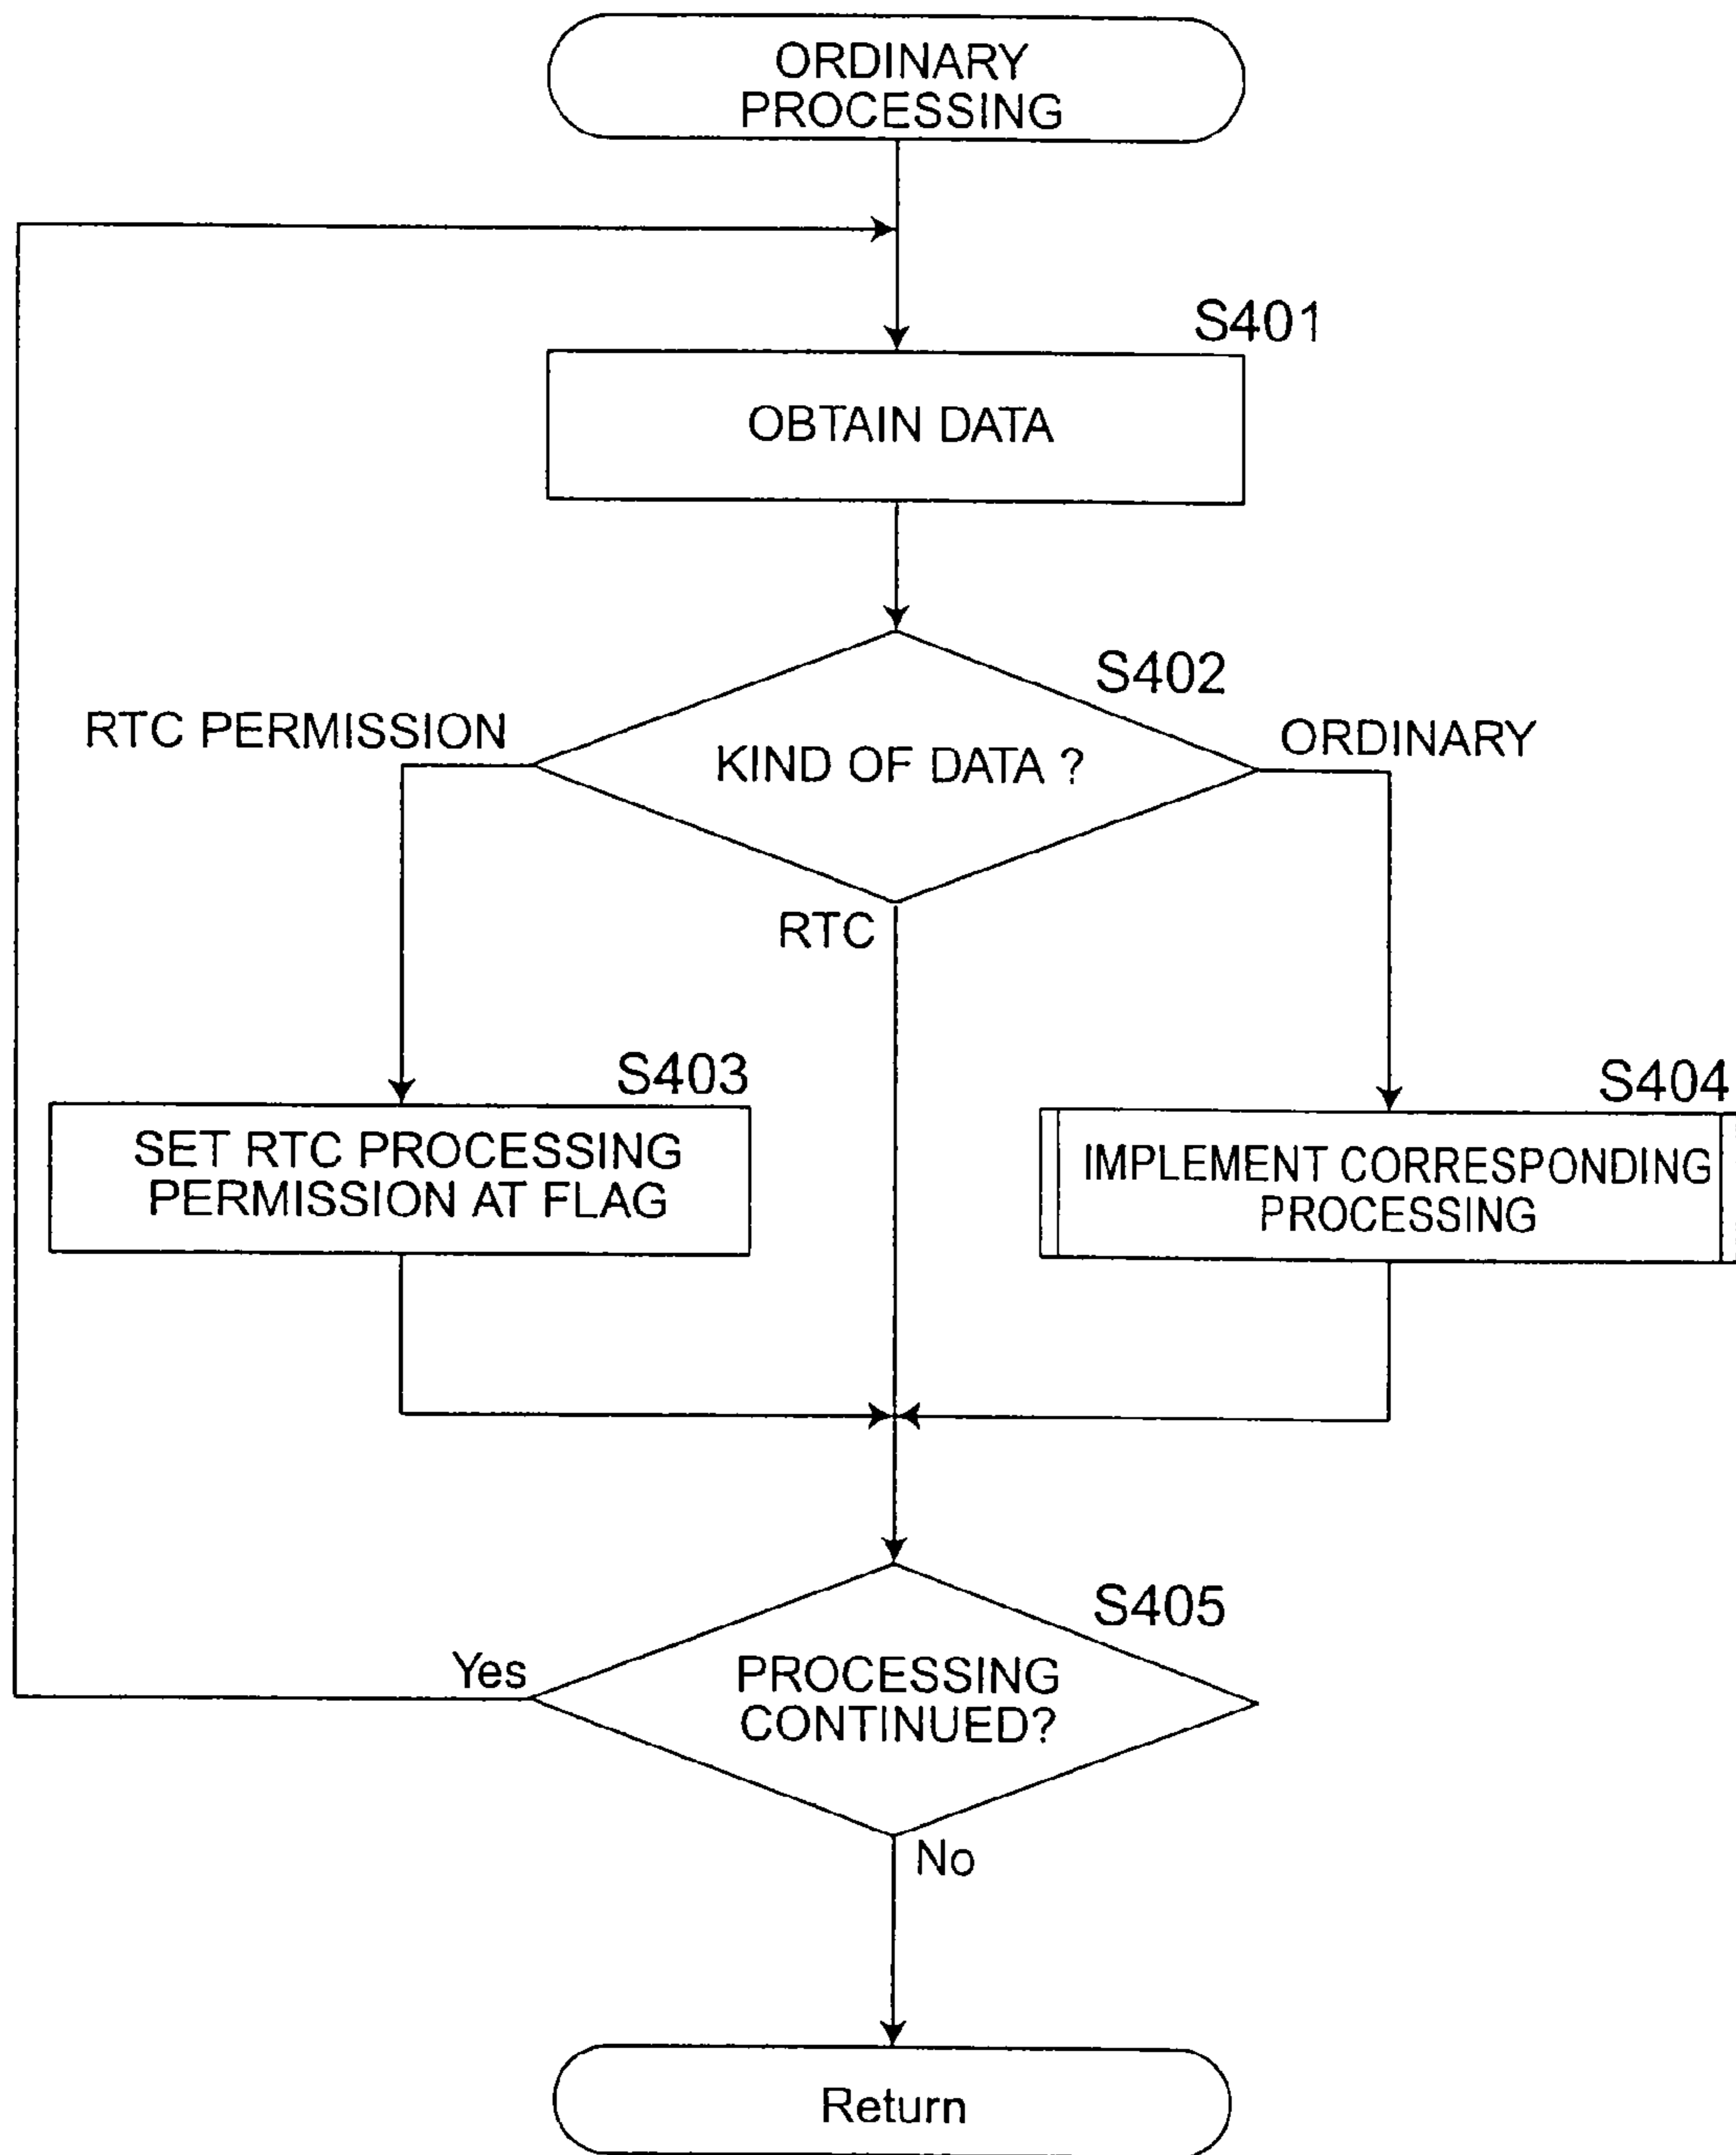 ORDINARY
PROCESSING
S401
OBTAIN DATA
S402
RTC PERMISSION
KIND OF DATA ?
ORDINARY
RTC
S403
SET RTC PROCESSING
PERMISSION AT FLAG
S404
IMPLEMENT CORRESPONDING
PROCESSING
S405
Yes
PROCESSING
CONTINUED?
No
Return